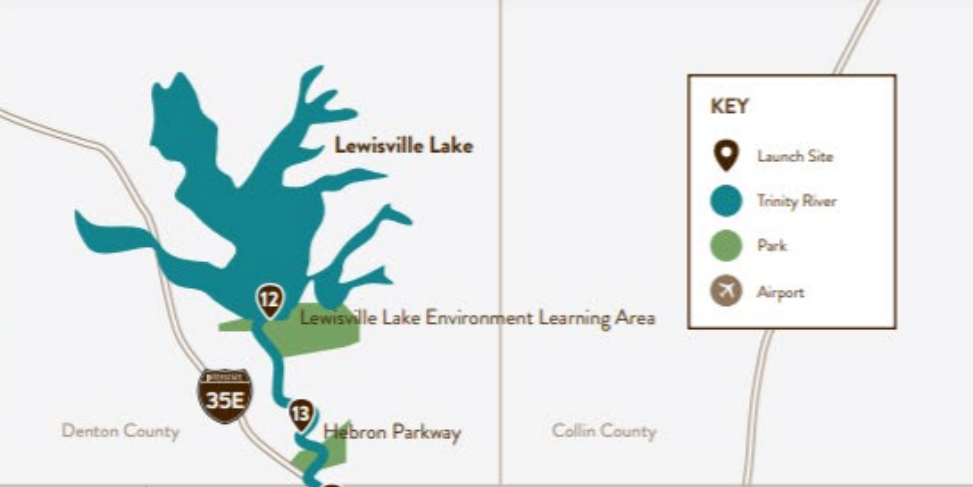 KEY
Launch Site
Trinity River
Park
Airport
Lewisville Lake
12
Lewisville Lake Environment Learning Area
35E
13
Hebron Parkway
Denton County
Collin County